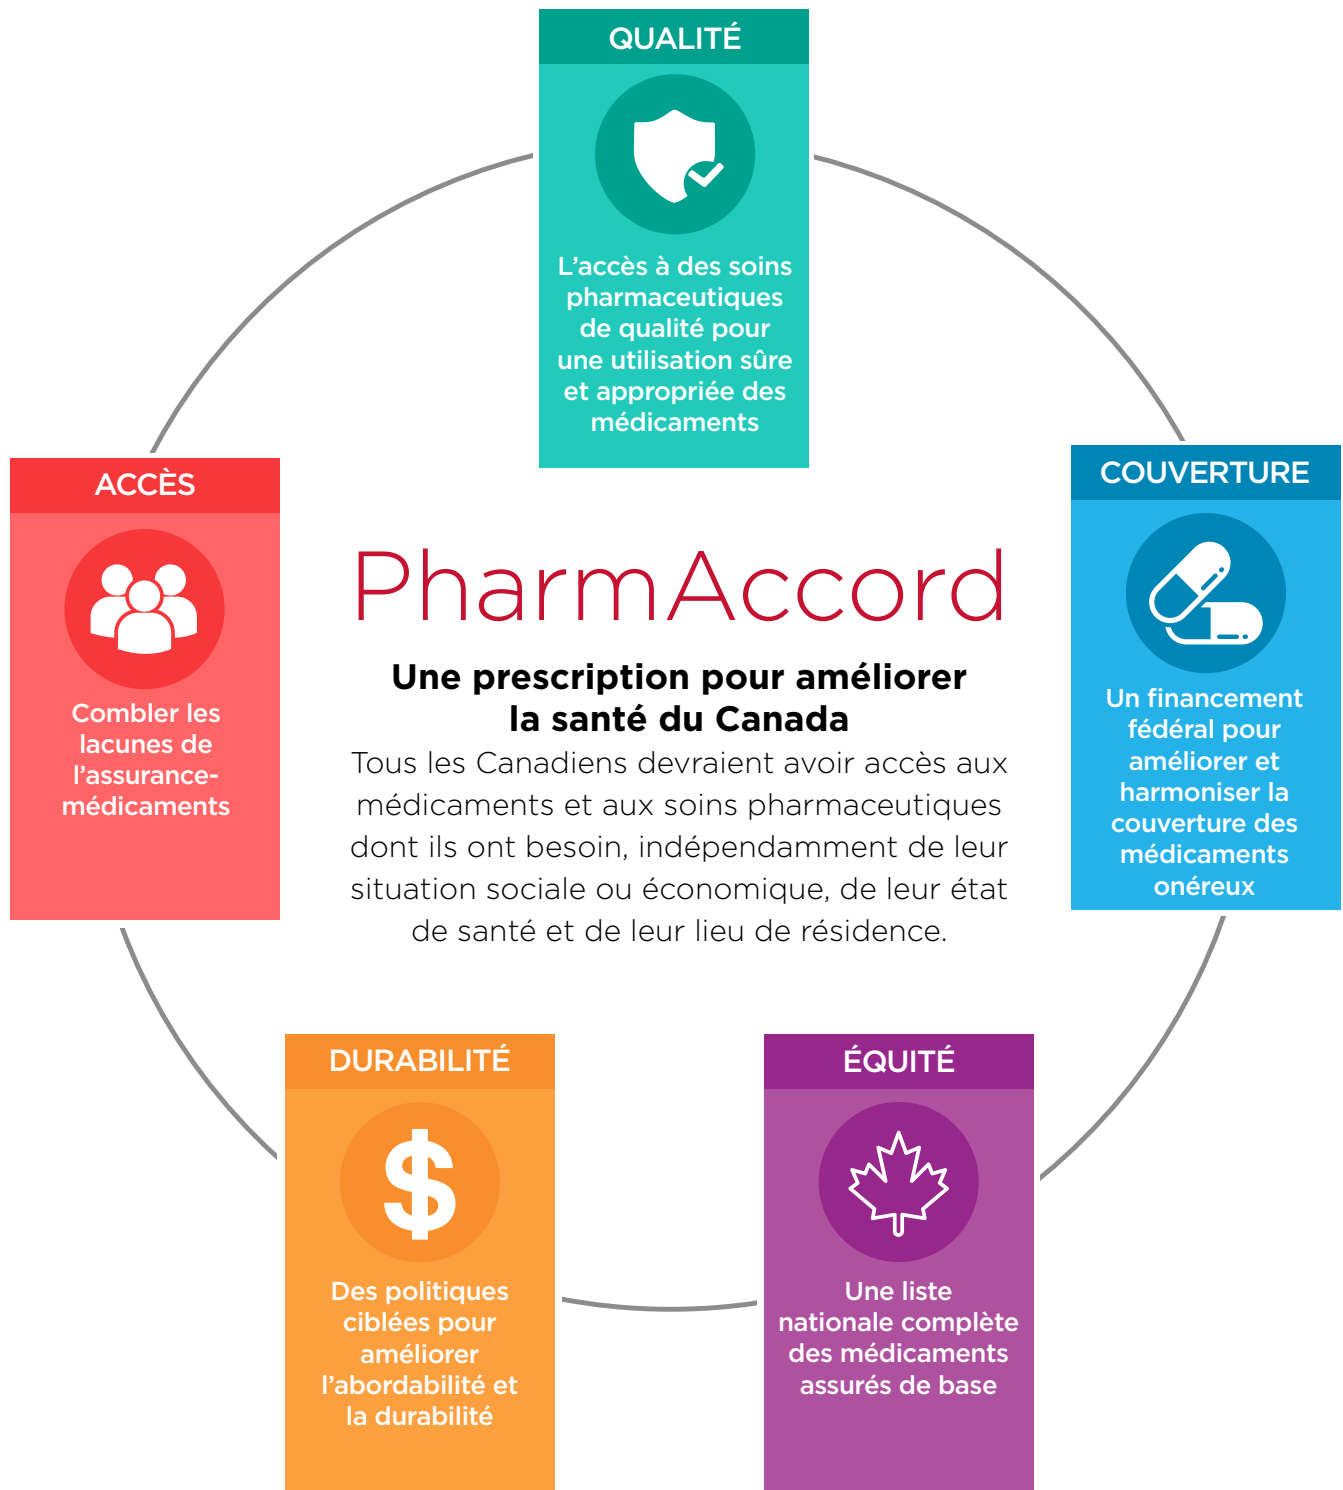 QUALITÉ
L’accès à des soins
pharmaceutiques
de qualité pour
une utilisation sûre
et appropriée des
médicaments
ACCÈS
Combler les
lacunes de
l’assurance-
médicaments
PharmAccord
Une prescription pour améliorer
la santé du Canada
Tous les Canadiens devraient avoir accès aux
médicaments et aux soins pharmaceutiques
dont ils ont besoin, indépendamment de leur
situation sociale ou économique, de leur état
de santé et de leur lieu de résidence.
COUVERTURE
Un financement
fédéral pour
améliorer et
harmoniser la
couverture des
médicaments
onéreux
DURABILITÉ
$
Des politiques
ciblées pour
améliorer
l’abordabilité et
la durabilité
ÉQUITÉ
Une liste
nationale complète
des médicaments
assurés de base